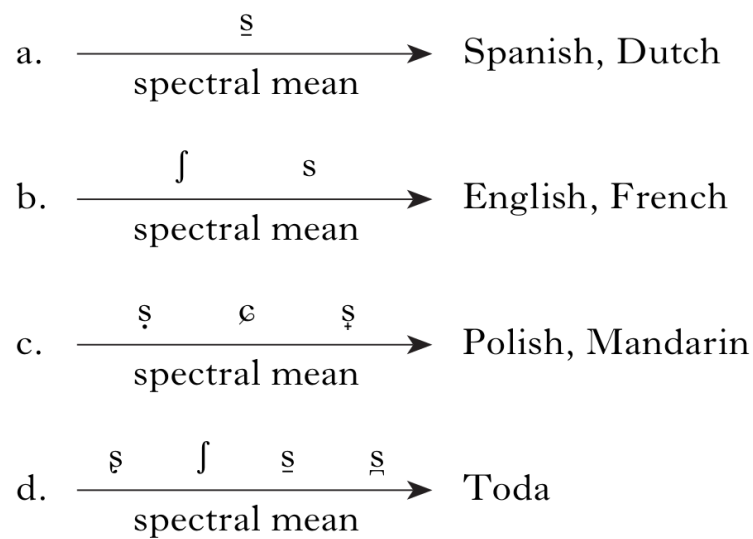 s̠
a. Spanish, Dutch
spectral mean
ʃ s
b. English, French
spectral mean
ṣ ɕ s̟
c. Polish, Mandarin
spectral mean
ʂ̣ ʃ s̠ s̺
d. Toda
spectral mean